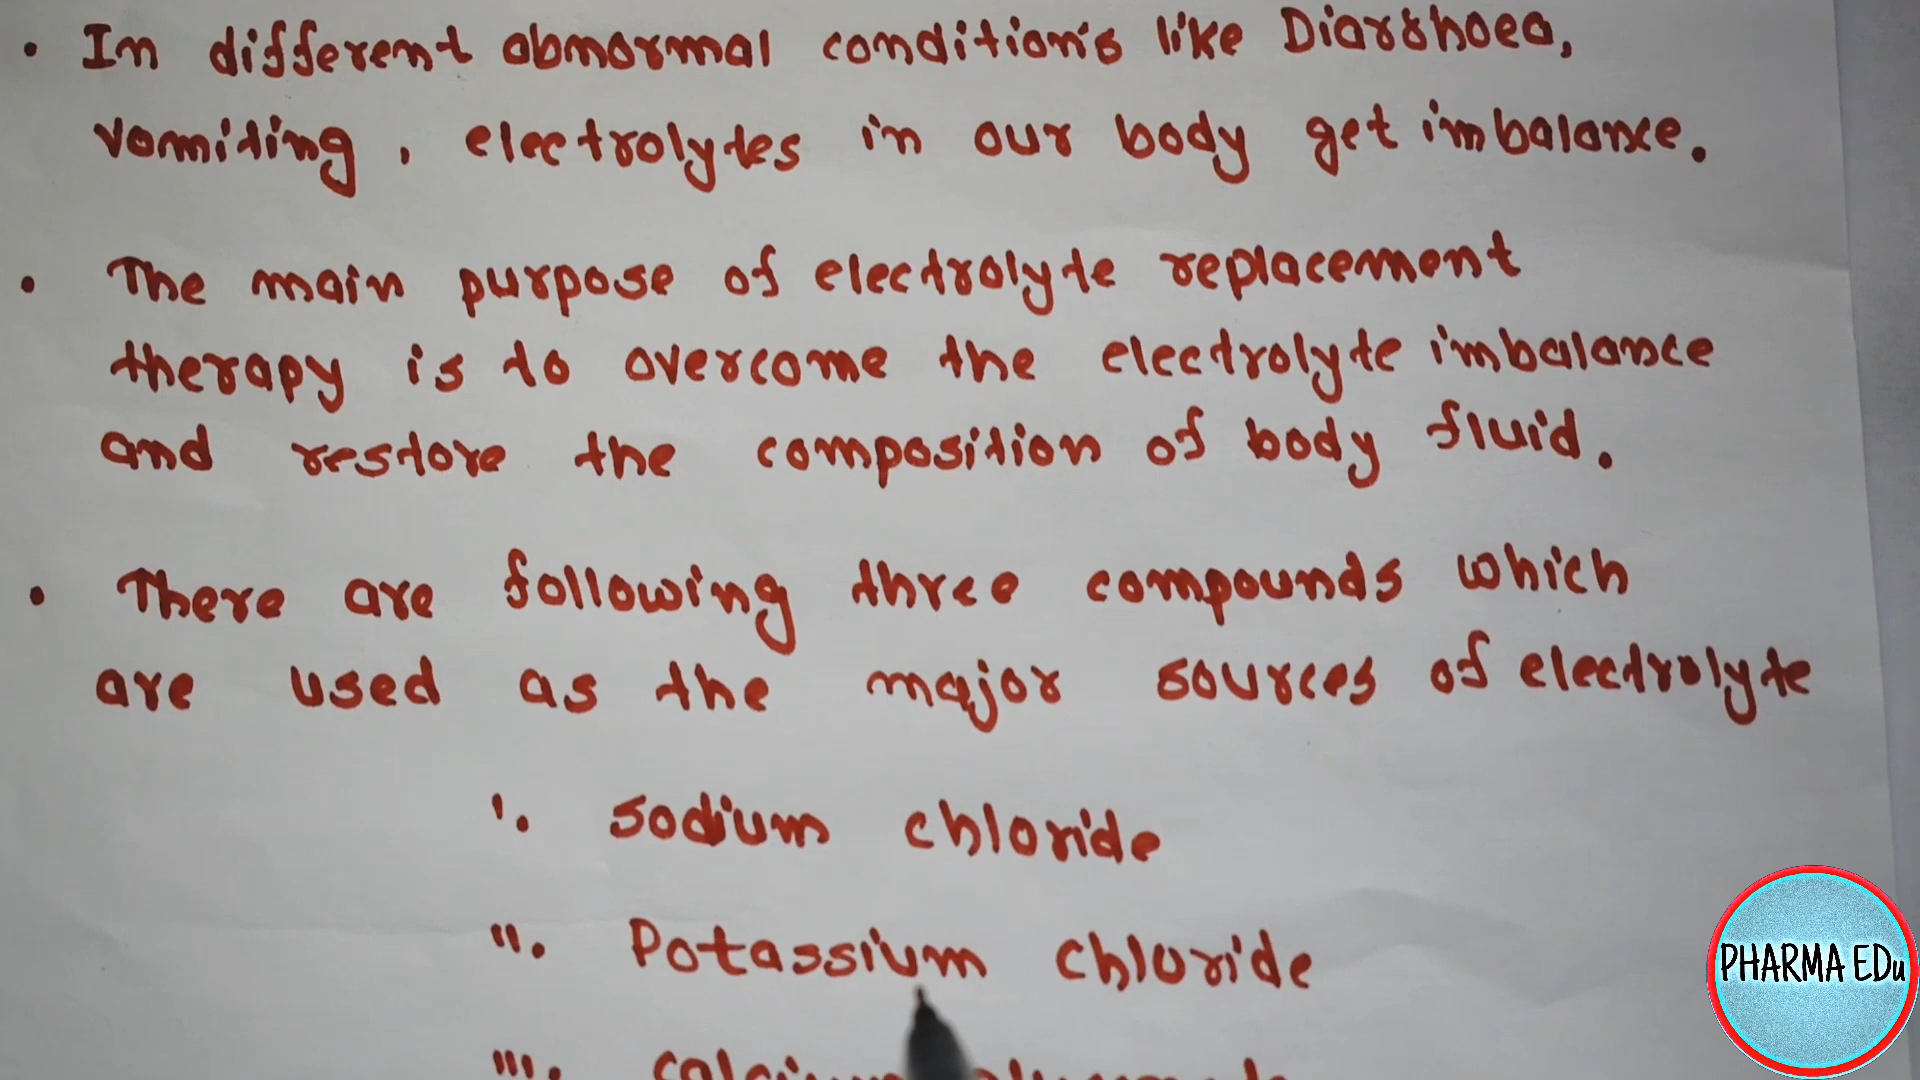 • In different abnormal condition's like Diarrhoea,
vomiting, electrolytes in our body get imbalance.
• The main purpose of electrolyte replacement
therapy is to overcome the electrolyte imbalance
and restore the composition of body fluid.
• There are following three compounds which
are used as the major sources of electrolyte
i. Sodium chloride
ii. Potassium chloride
iii.
PHARMA EDu